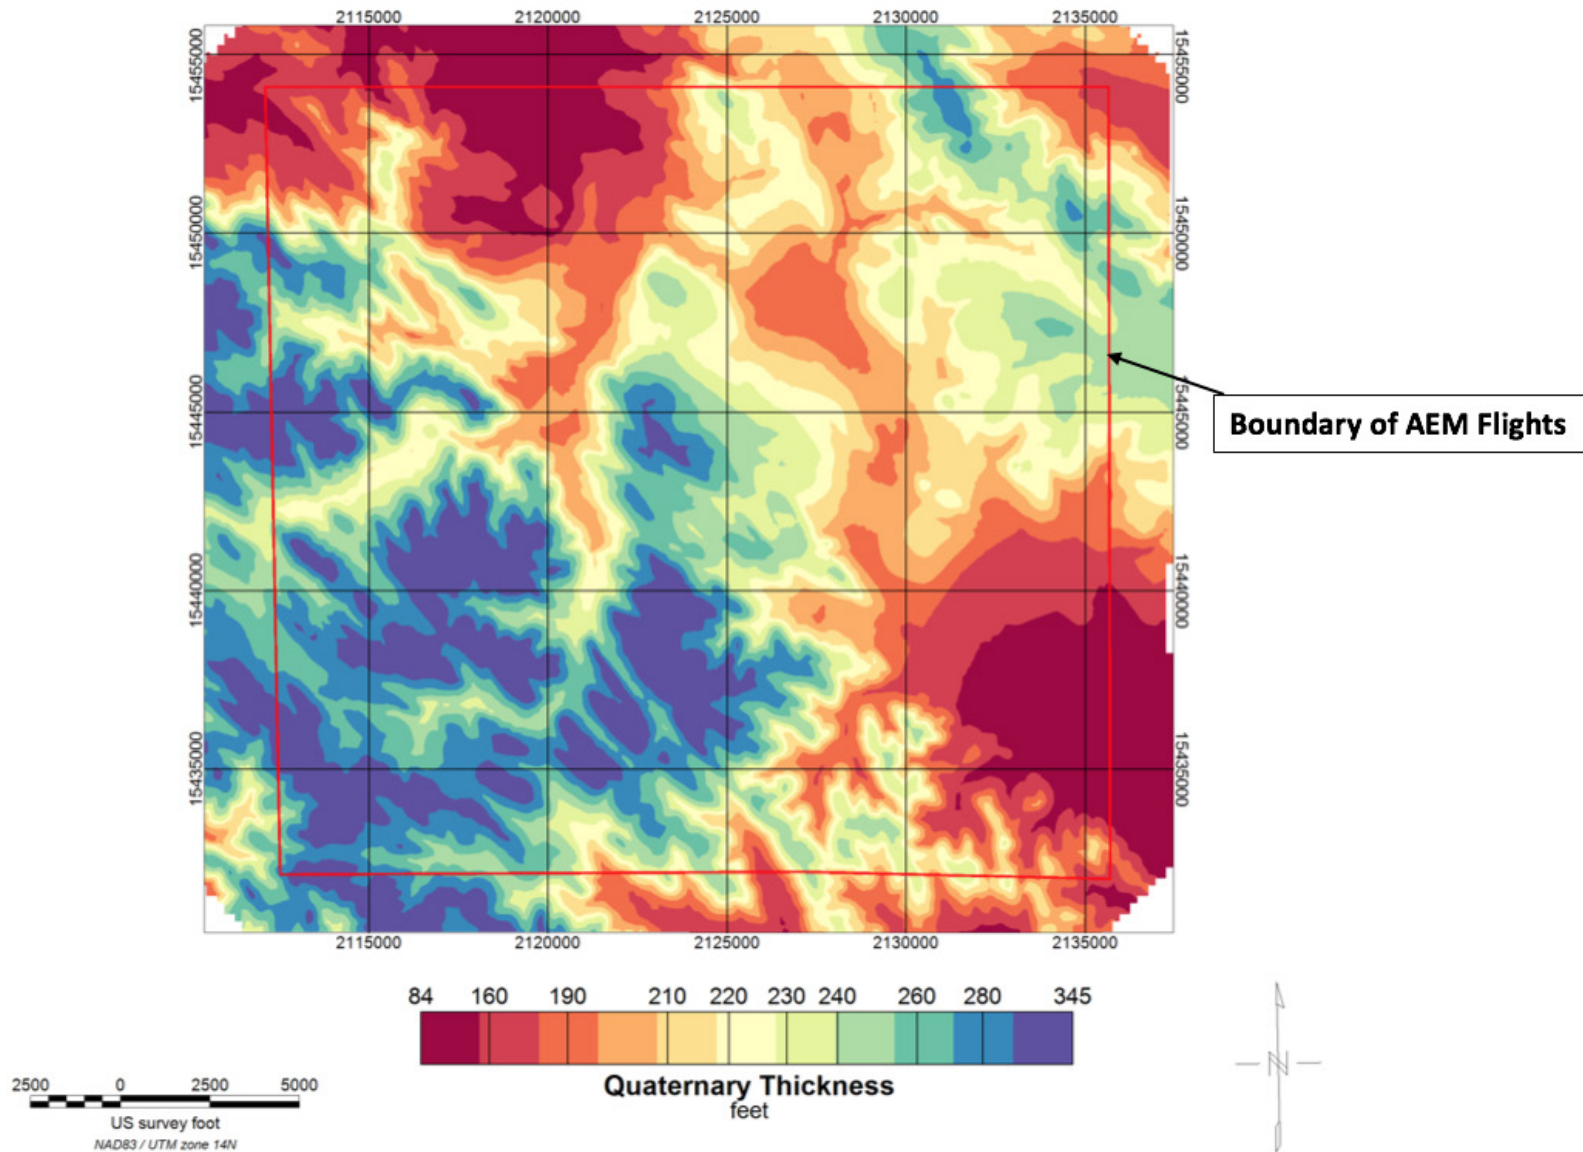 2115000 2120000 2125000 2130000 2135000
15455000 15455000
15450000 15450000
15445000 15445000
15440000 15440000
15435000 15435000
Boundary of AEM Flights
2115000 2120000 2125000 2130000 2135000
84 160 190 210 220 230 240 260 280 345
Quaternary Thickness
feet
2500 0 2500 5000
US survey foot
NAD83 / UTM zone 14N
N